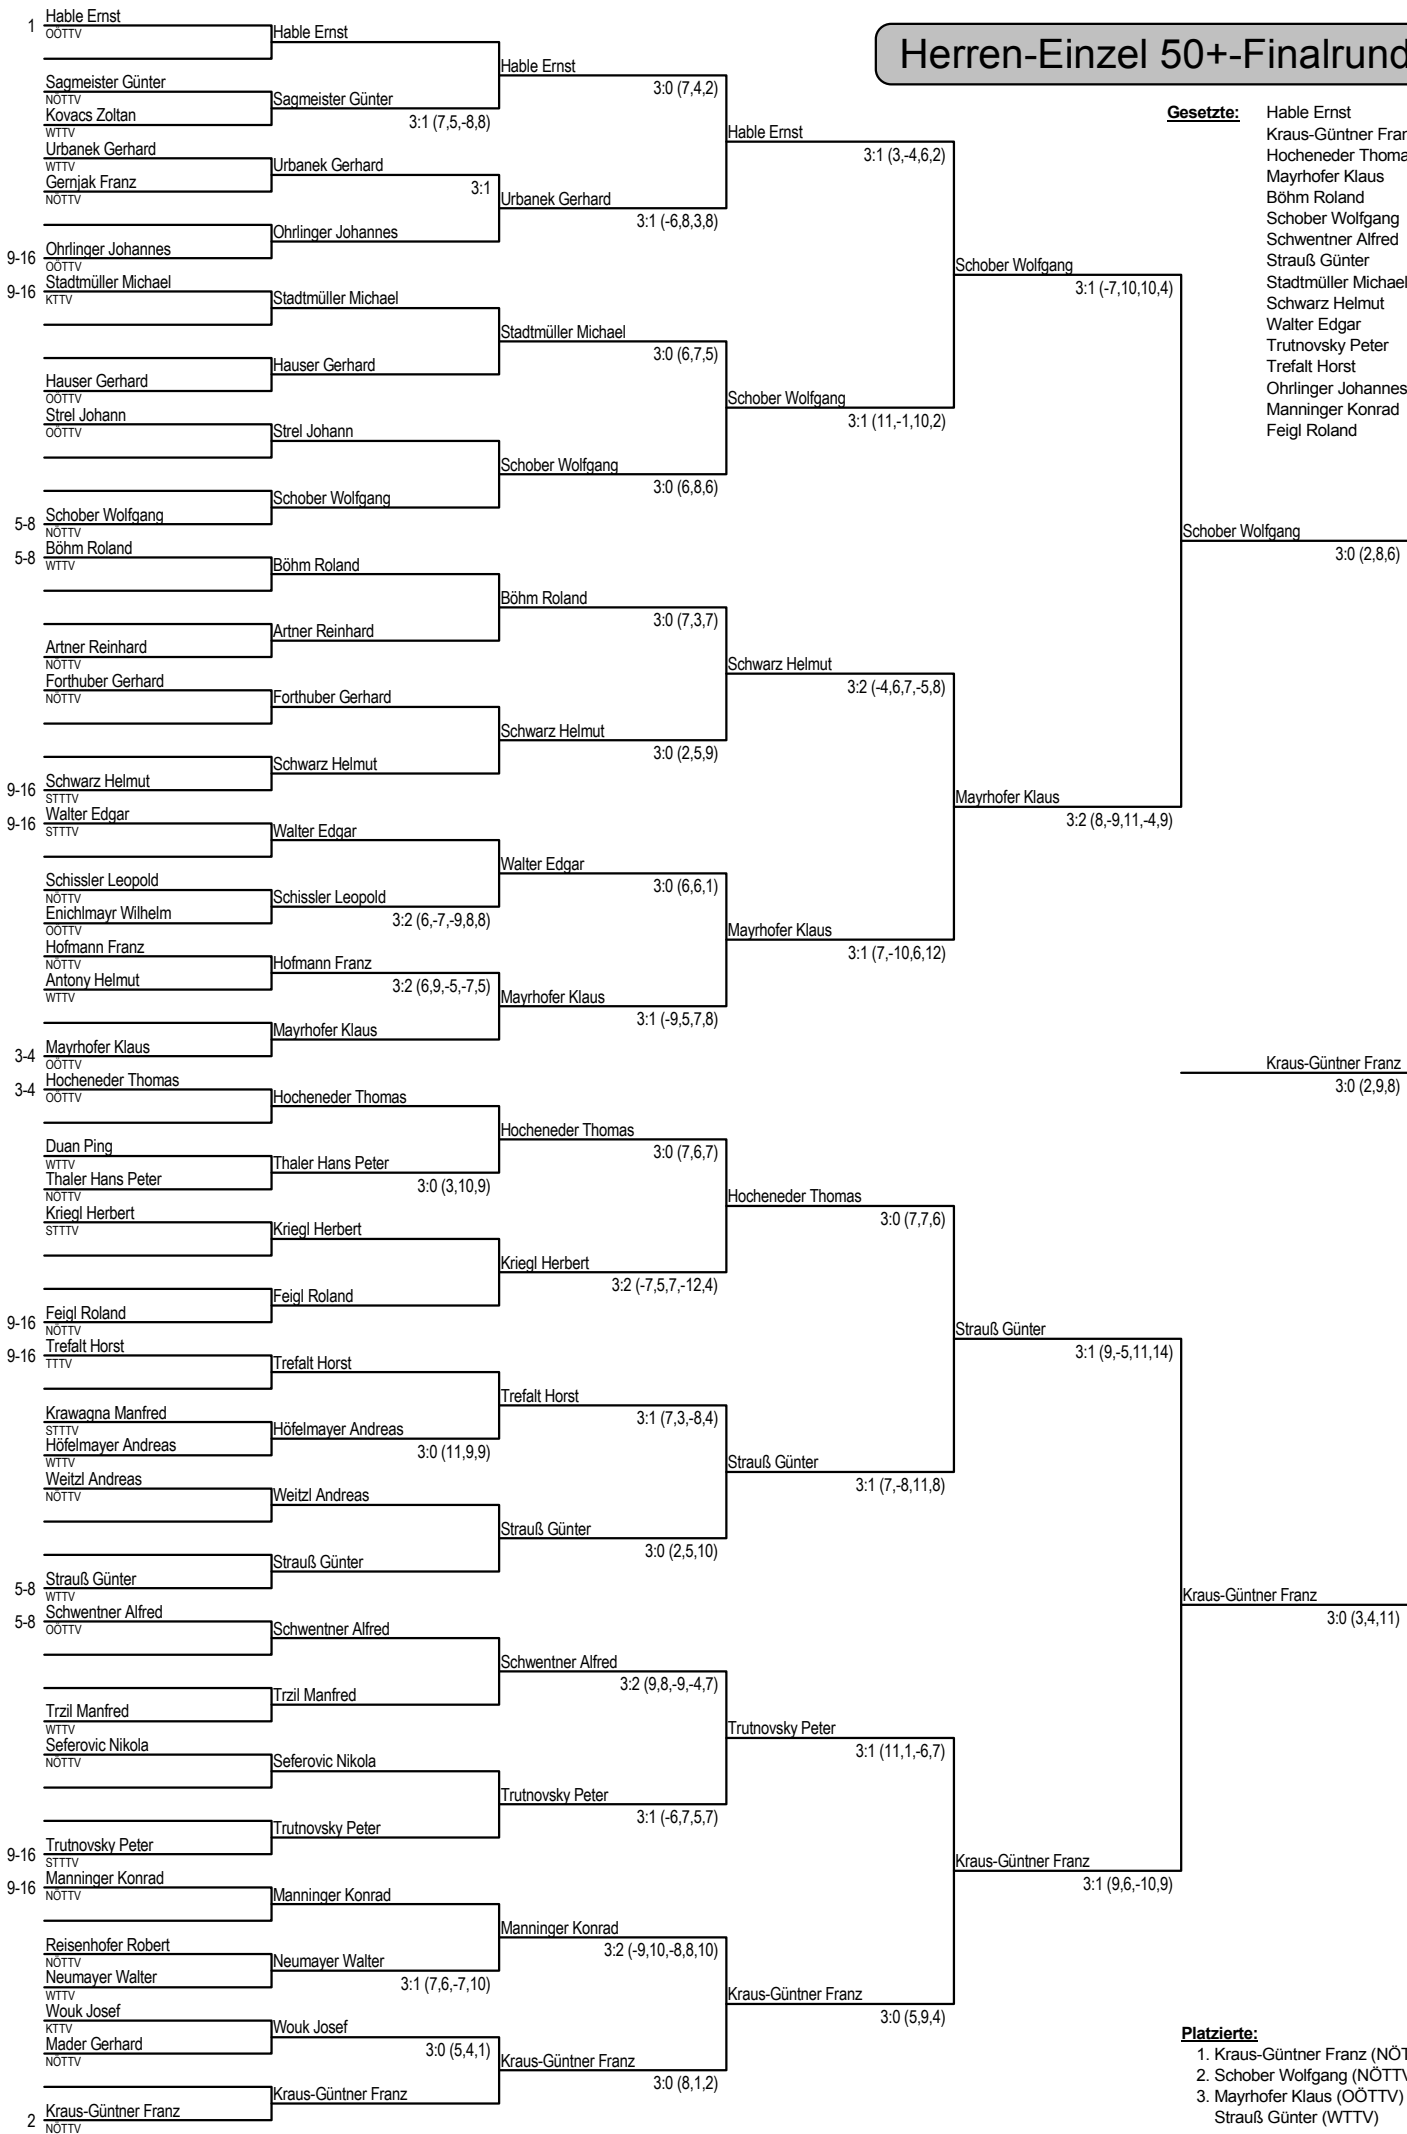 Herren-Einzel 50+-Finalrund
Gesetzte:
Hable Ernst
Kraus-Güntner Fran
Hocheneder Thoma
Mayrhofer Klaus
Böhm Roland
Schober Wolfgang
Schwentner Alfred
Strauß Günter
Stadtmüller Michael
Schwarz Helmut
Walter Edgar
Trutnovsky Peter
Trefalt Horst
Ohrlinger Johannes
Manninger Konrad
Feigl Roland
1 Hable Ernst
OÖTTV
Sagmeister Günter
NÖTTV
Kovacs Zoltan
WTTV
Urbanek Gerhard
WTTV
Gernjak Franz
NÖTTV
9-16 Ohrlinger Johannes
OÖTTV
9-16 Stadtmüller Michael
KTTV
Hauser Gerhard
OÖTTV
Strel Johann
OÖTTV
5-8 Schober Wolfgang
NÖTTV
5-8 Böhm Roland
WTTV
Artner Reinhard
NÖTTV
Forthuber Gerhard
NÖTTV
9-16 Schwarz Helmut
STTTV
9-16 Walter Edgar
STTTV
Schissler Leopold
NÖTTV
Enichlmayr Wilhelm
OÖTTV
Hofmann Franz
NÖTTV
Antony Helmut
WTTV
3-4 Mayrhofer Klaus
OÖTTV
3-4 Hocheneder Thomas
OÖTTV
Duan Ping
WTTV
Thaler Hans Peter
NÖTTV
Kriegl Herbert
STTTV
9-16 Feigl Roland
NÖTTV
9-16 Trefalt Horst
TTTV
Krawagna Manfred
STTTV
Höfelmayer Andreas
WTTV
Weitzl Andreas
NÖTTV
5-8 Strauß Günter
WTTV
5-8 Schwentner Alfred
OÖTTV
Trzil Manfred
WTTV
Seferovic Nikola
NÖTTV
9-16 Trutnovsky Peter
STTTV
9-16 Manninger Konrad
NÖTTV
Reisenhofer Robert
NÖTTV
Neumayer Walter
WTTV
Wouk Josef
KTTV
Mader Gerhard
NÖTTV
2 Kraus-Güntner Franz
NÖTTV
Hable Ernst
Sagmeister Günter
3:1 (7,5,-8,8)
Urbanek Gerhard
3:1
Ohrlinger Johannes
Stadtmüller Michael
Hauser Gerhard
Strel Johann
Schober Wolfgang
Böhm Roland
Artner Reinhard
Forthuber Gerhard
Schwarz Helmut
Walter Edgar
Schissler Leopold
3:2 (6,-7,-9,8,8)
Hofmann Franz
3:2 (6,9,-5,-7,5)
Mayrhofer Klaus
Hocheneder Thomas
Thaler Hans Peter
3:0 (3,10,9)
Kriegl Herbert
Feigl Roland
Trefalt Horst
Höfelmayer Andreas
3:0 (11,9,9)
Weitzl Andreas
Strauß Günter
Schwentner Alfred
Trzil Manfred
Seferovic Nikola
Trutnovsky Peter
Manninger Konrad
Neumayer Walter
3:1 (7,6,-7,10)
Wouk Josef
3:0 (5,4,1)
Kraus-Güntner Franz
Hable Ernst
3:0 (7,4,2)
Urbanek Gerhard
3:1 (-6,8,3,8)
Stadtmüller Michael
3:0 (6,7,5)
Schober Wolfgang
3:0 (6,8,6)
Böhm Roland
3:0 (7,3,7)
Schwarz Helmut
3:0 (2,5,9)
Walter Edgar
3:0 (6,6,1)
Mayrhofer Klaus
3:1 (-9,5,7,8)
Hocheneder Thomas
3:0 (7,6,7)
Kriegl Herbert
3:2 (-7,5,7,-12,4)
Trefalt Horst
3:1 (7,3,-8,4)
Strauß Günter
3:0 (2,5,10)
Schwentner Alfred
3:2 (9,8,-9,-4,7)
Trutnovsky Peter
3:1 (-6,7,5,7)
Manninger Konrad
3:2 (-9,10,-8,8,10)
Kraus-Güntner Franz
3:0 (8,1,2)
Hable Ernst
3:1 (3,-4,6,2)
Schober Wolfgang
3:1 (11,-1,10,2)
Schwarz Helmut
3:2 (-4,6,7,-5,8)
Mayrhofer Klaus
3:1 (7,-10,6,12)
Hocheneder Thomas
3:0 (7,7,6)
Strauß Günter
3:1 (7,-8,11,8)
Trutnovsky Peter
3:1 (11,1,-6,7)
Kraus-Güntner Franz
3:0 (5,9,4)
Schober Wolfgang
3:1 (-7,10,10,4)
Mayrhofer Klaus
3:2 (8,-9,11,-4,9)
Strauß Günter
3:1 (9,-5,11,14)
Kraus-Güntner Franz
3:1 (9,6,-10,9)
Schober Wolfgang
3:0 (2,8,6)
Kraus-Güntner Franz
3:0 (3,4,11)
Kraus-Güntner Franz
3:0 (2,9,8)
Platzierte:
1. Kraus-Güntner Franz (NÖT
2. Schober Wolfgang (NÖTTV
3. Mayrhofer Klaus (OÖTTV)
Strauß Günter (WTTV)